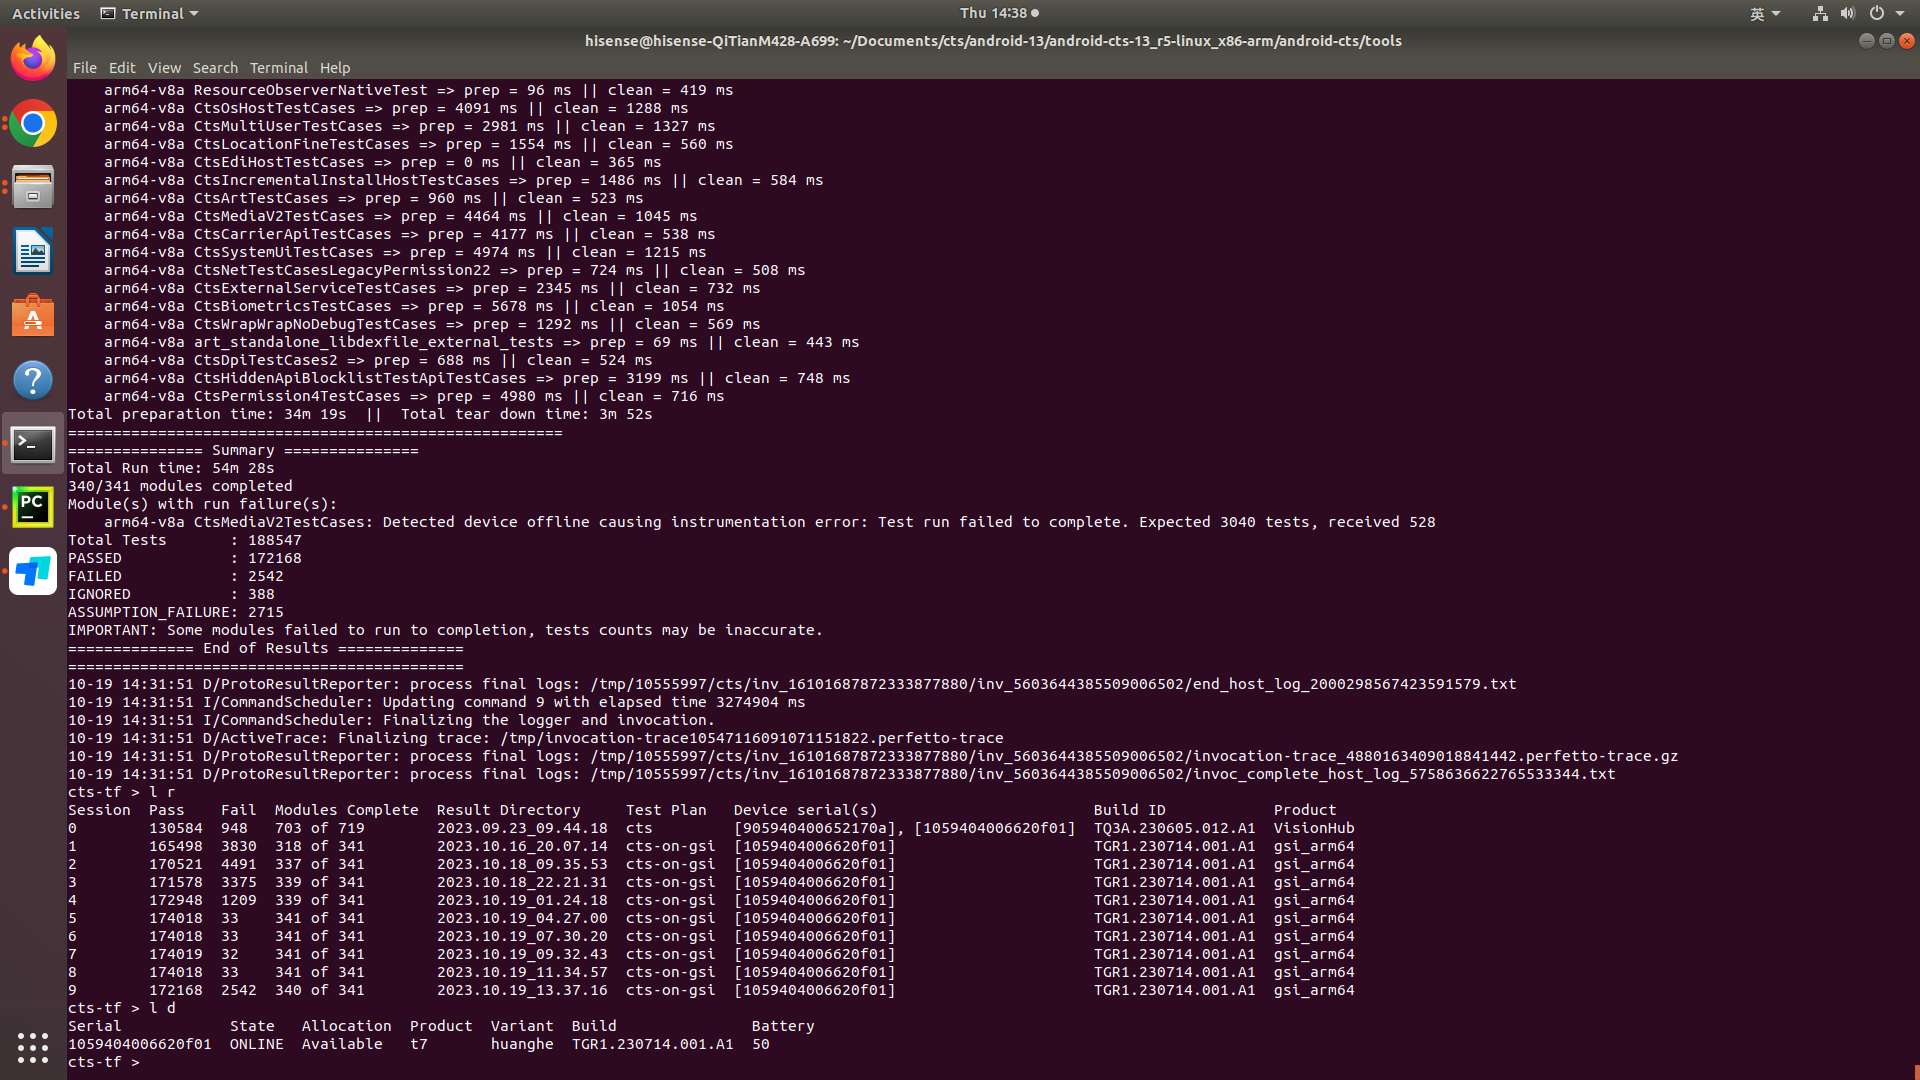 Activities Terminal Thu 14:38 英
hisense@hisense-QiTianM428-A699: ~/Documents/cts/android-13/android-cts-13_r5-linux_x86-arm/android-cts/tools
File Edit View Search Terminal Help
arm64-v8a ResourceObserverNativeTest => prep = 96 ms || clean = 419 ms
arm64-v8a CtsOsHostTestCases => prep = 4091 ms || clean = 1288 ms
arm64-v8a CtsMultiUserTestCases => prep = 2981 ms || clean = 1327 ms
arm64-v8a CtsLocationFineTestCases => prep = 1554 ms || clean = 560 ms
arm64-v8a CtsEdiHostTestCases => prep = 0 ms || clean = 365 ms
arm64-v8a CtsIncrementalInstallHostTestCases => prep = 1486 ms || clean = 584 ms
arm64-v8a CtsArtTestCases => prep = 960 ms || clean = 523 ms
arm64-v8a CtsMediaV2TestCases => prep = 4464 ms || clean = 1045 ms
arm64-v8a CtsCarrierApiTestCases => prep = 4177 ms || clean = 538 ms
arm64-v8a CtsSystemUiTestCases => prep = 4974 ms || clean = 1215 ms
arm64-v8a CtsNetTestCasesLegacyPermission22 => prep = 724 ms || clean = 508 ms
arm64-v8a CtsExternalServiceTestCases => prep = 2345 ms || clean = 732 ms
arm64-v8a CtsBiometricsTestCases => prep = 5678 ms || clean = 1054 ms
arm64-v8a CtsWrapWrapNoDebugTestCases => prep = 1292 ms || clean = 569 ms
arm64-v8a art_standalone_libdexfile_external_tests => prep = 69 ms || clean = 443 ms
arm64-v8a CtsDpiTestCases2 => prep = 688 ms || clean = 524 ms
arm64-v8a CtsHiddenApiBlocklistTestApiTestCases => prep = 3199 ms || clean = 748 ms
arm64-v8a CtsPermission4TestCases => prep = 4980 ms || clean = 716 ms
Total preparation time: 34m 19s || Total tear down time: 3m 52s
=======================================================
=============== Summary ===============
Total Run time: 54m 28s
340/341 modules completed
Module(s) with run failure(s):
arm64-v8a CtsMediaV2TestCases: Detected device offline causing instrumentation error: Test run failed to complete. Expected 3040 tests, received 528
Total Tests : 188547
PASSED : 172168
FAILED : 2542
IGNORED : 388
ASSUMPTION_FAILURE: 2715
IMPORTANT: Some modules failed to run to completion, tests counts may be inaccurate.
============== End of Results ==============
============================================
10-19 14:31:51 D/ProtoResultReporter: process final logs: /tmp/10555997/cts/inv_16101687872333877880/inv_5603644385509006502/end_host_log_2000298567423591579.txt
10-19 14:31:51 I/CommandScheduler: Updating command 9 with elapsed time 3274904 ms
10-19 14:31:51 I/CommandScheduler: Finalizing the logger and invocation.
10-19 14:31:51 D/ActiveTrace: Finalizing trace: /tmp/invocation-trace10547116091071151822.perfetto-trace
10-19 14:31:51 D/ProtoResultReporter: process final logs: /tmp/10555997/cts/inv_16101687872333877880/inv_5603644385509006502/invocation-trace_4880163409018841442.perfetto-trace.gz
10-19 14:31:51 D/ProtoResultReporter: process final logs: /tmp/10555997/cts/inv_16101687872333877880/inv_5603644385509006502/invoc_complete_host_log_5758636622765533344.txt
cts-tf > l r
Session Pass Fail Modules Complete Result Directory Test Plan Device serial(s) Build ID Product
0 130584 948 703 of 719 2023.09.23_09.44.18 cts [905940400652170a], [1059404006620f01] TQ3A.230605.012.A1 VisionHub
1 165498 3830 318 of 341 2023.10.16_20.07.14 cts-on-gsi [1059404006620f01] TGR1.230714.001.A1 gsi_arm64
2 170521 4491 337 of 341 2023.10.18_09.35.53 cts-on-gsi [1059404006620f01] TGR1.230714.001.A1 gsi_arm64
3 171578 3375 339 of 341 2023.10.18_22.21.31 cts-on-gsi [1059404006620f01] TGR1.230714.001.A1 gsi_arm64
4 172948 1209 339 of 341 2023.10.19_01.24.18 cts-on-gsi [1059404006620f01] TGR1.230714.001.A1 gsi_arm64
5 174018 33 341 of 341 2023.10.19_04.27.00 cts-on-gsi [1059404006620f01] TGR1.230714.001.A1 gsi_arm64
6 174018 33 341 of 341 2023.10.19_07.30.20 cts-on-gsi [1059404006620f01] TGR1.230714.001.A1 gsi_arm64
7 174019 32 341 of 341 2023.10.19_09.32.43 cts-on-gsi [1059404006620f01] TGR1.230714.001.A1 gsi_arm64
8 174018 33 341 of 341 2023.10.19_11.34.57 cts-on-gsi [1059404006620f01] TGR1.230714.001.A1 gsi_arm64
9 172168 2542 340 of 341 2023.10.19_13.37.16 cts-on-gsi [1059404006620f01] TGR1.230714.001.A1 gsi_arm64
cts-tf > l d
Serial State Allocation Product Variant Build Battery
1059404006620f01 ONLINE Available t7 huanghe TGR1.230714.001.A1 50
cts-tf >
PC